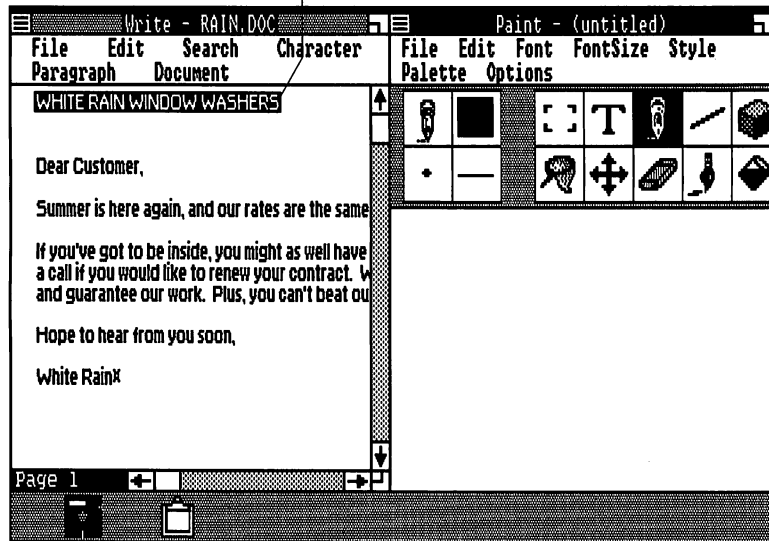 Write - RAIN.DOC
File Edit Search Character
Paragraph Document
WHITE RAIN WINDOW WASHERS
Dear Customer,
Summer is here again, and our rates are the same
If you've got to be inside, you might as well have
a call if you would like to renew your contract. W
and guarantee our work. Plus, you can't beat ou
Hope to hear from you soon,
White Rain¤
Page 1
Paint - (untitled)
File Edit Font FontSize Style
Palette Options
T